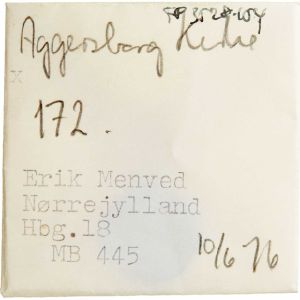 Aggersborg Kirke
x
172.
Erik Menved
Nørrejylland
Hbg.18
MB 445
10/6 76